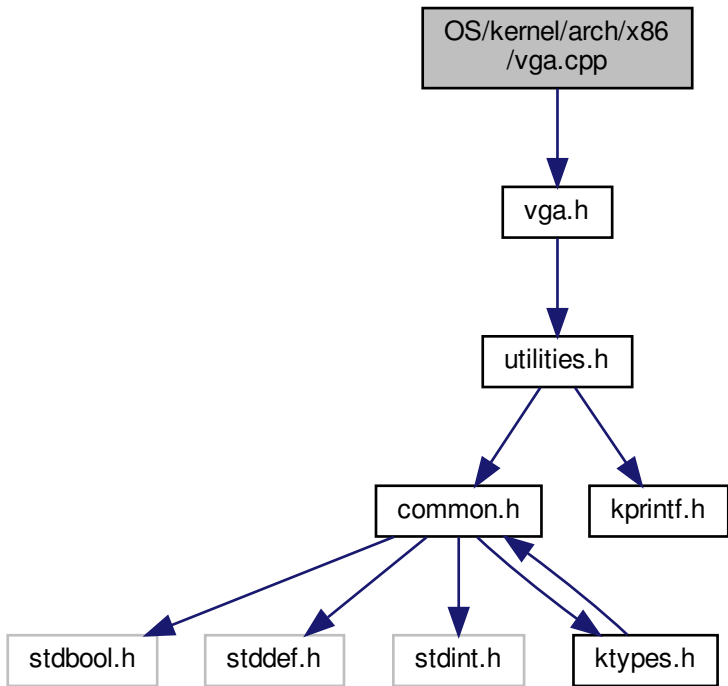 OS/kernel/arch/x86
/vga.cpp
vga.h
utilities.h
common.h
kprintf.h
stdbool.h
stddef.h
stdint.h
ktypes.h